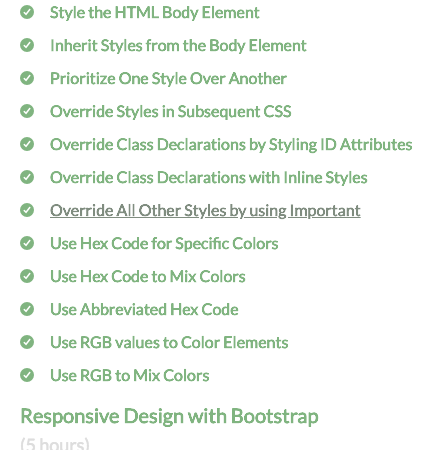 Style the HTML Body Element
Inherit Styles from the Body Element
Prioritize One Style Over Another
Override Styles in Subsequent CSS
Override Class Declarations by Styling ID Attributes
Override Class Declarations with Inline Styles
Override All Other Styles by using Important
Use Hex Code for Specific Colors
Use Hex Code to Mix Colors
Use Abbreviated Hex Code
Use RGB values to Color Elements
Use RGB to Mix Colors
Responsive Design with Bootstrap
(5 hours)